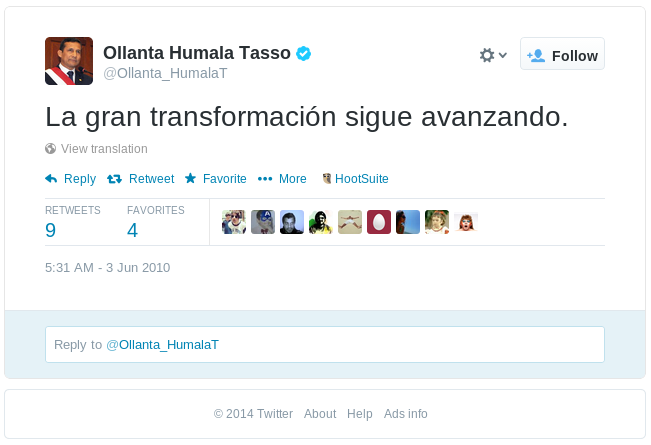 Ollanta Humala Tasso
@Ollanta_HumalaT
Follow
La gran transformación sigue avanzando.
View translation
Reply Retweet Favorite More HootSuite
RETWEETS FAVORITES
9 4
5:31 AM - 3 Jun 2010
Reply to @Ollanta_HumalaT
© 2014 Twitter About Help Ads info